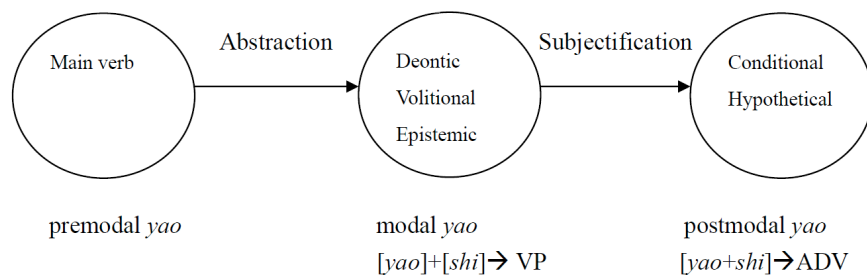 Abstraction
Subjectification
Main verb
Deontic
Volitional
Epistemic
Conditional
Hypothetical
premodal yao
modal yao
postmodal yao
[yao]+[shi]→ VP
[yao+shi]→ADV